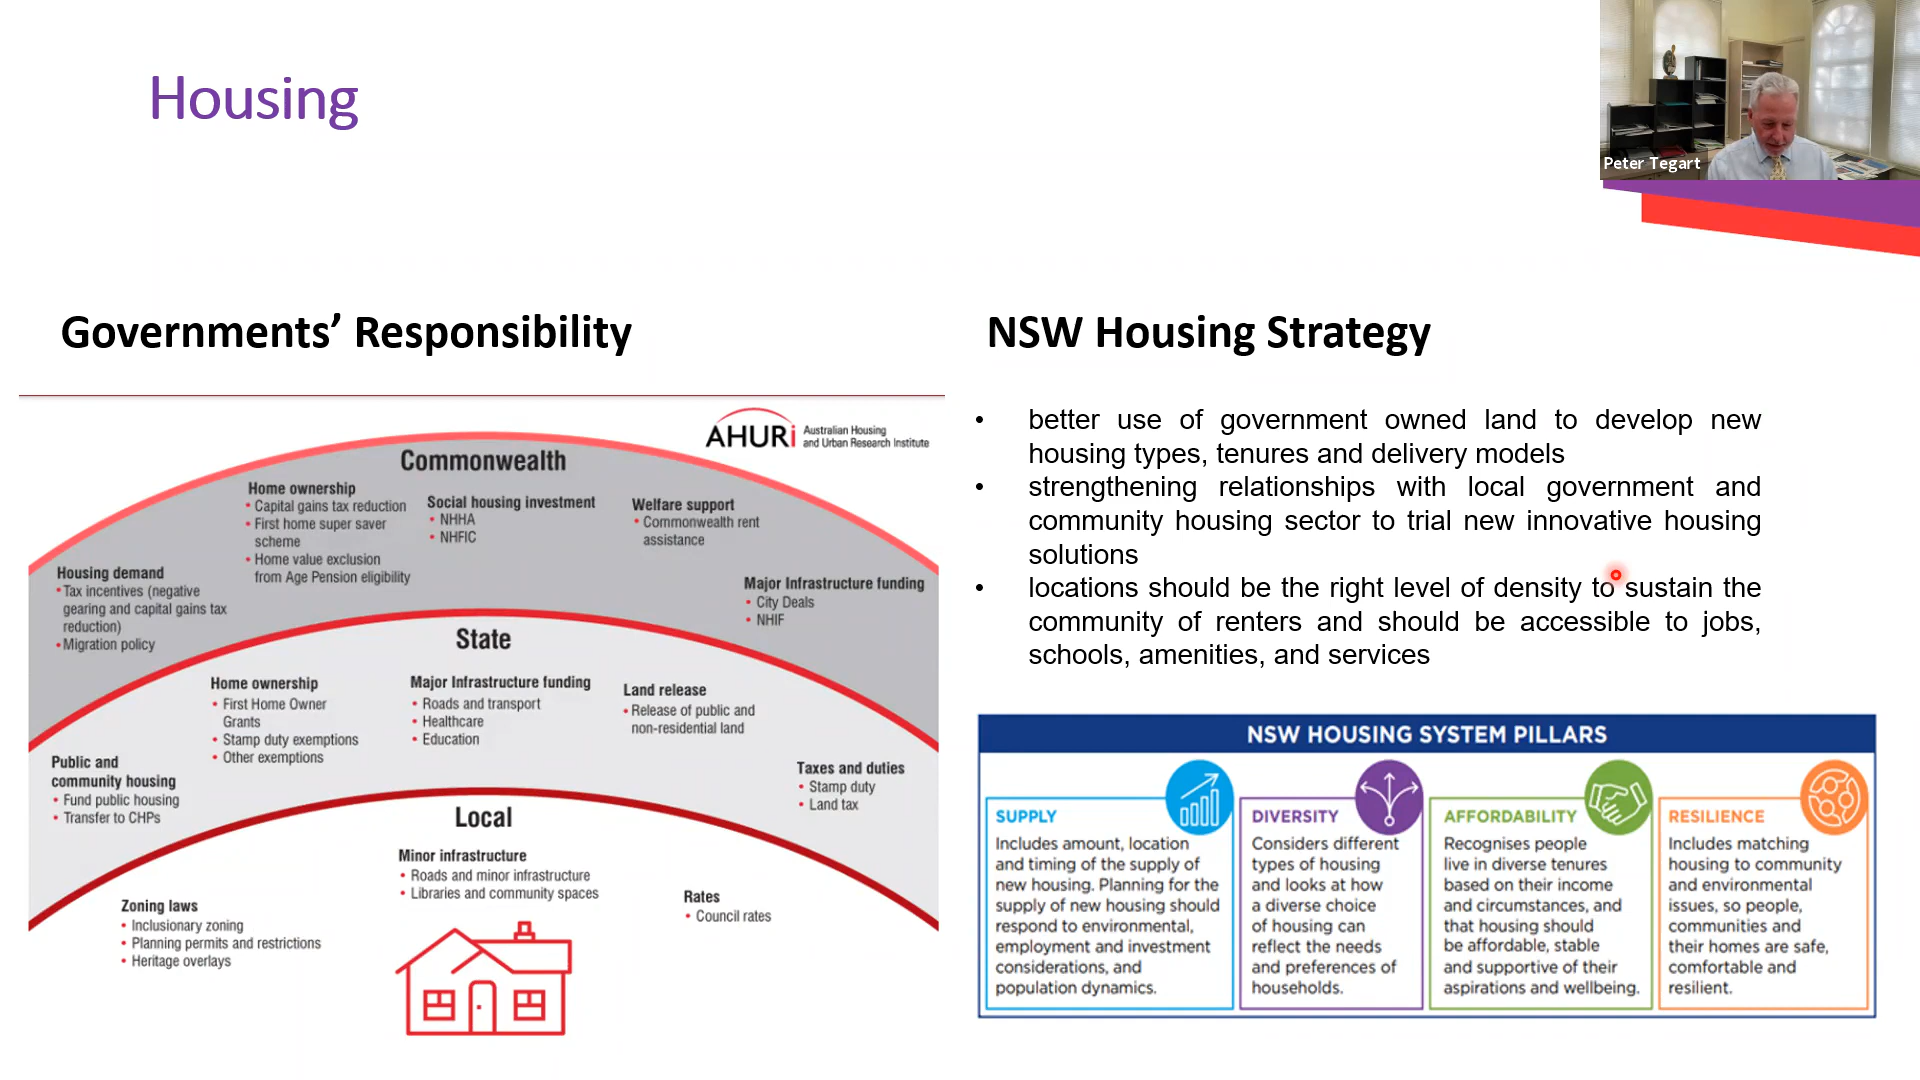 Housing
Peter Tegart
Governments’ Responsibility
AHURi Australian Housing
and Urban Research Institute
Commonwealth
Home ownership
• Capital gains tax reduction
• First home super saver
scheme
• Home value exclusion
from Age Pension eligibility
Social housing investment
• NHHA
• NHFIC
Welfare support
• Commonwealth rent
assistance
Housing demand
• Tax incentives (negative
gearing and capital gains tax
reduction)
• Migration policy
Major Infrastructure funding
• City Deals
• NHIF
State
Home ownership
• First Home Owner
Grants
• Stamp duty exemptions
• Other exemptions
Major Infrastructure funding
• Roads and transport
• Healthcare
• Education
Land release
• Release of public and
non-residential land
Public and
community housing
• Fund public housing
• Transfer to CHPs
Taxes and duties
• Stamp duty
• Land tax
Local
Minor infrastructure
• Roads and minor infrastructure
• Libraries and community spaces
Zoning laws
• Inclusionary zoning
• Planning permits and restrictions
• Heritage overlays
Rates
• Council rates
NSW Housing Strategy
• better use of government owned land to develop new
housing types, tenures and delivery models
• strengthening relationships with local government and
community housing sector to trial new innovative housing
solutions
• locations should be the right level of density to sustain the
community of renters and should be accessible to jobs,
schools, amenities, and services
NSW HOUSING SYSTEM PILLARS
SUPPLY
Includes amount, location
and timing of the supply of
new housing. Planning for the
supply of new housing should
respond to environmental,
employment and investment
considerations, and
population dynamics.
DIVERSITY
Considers different
types of housing
and looks at how
a diverse choice
of housing can
reflect the needs
and preferences of
households.
AFFORDABILITY
Recognises people
live in diverse tenures
based on their income
and circumstances, and
that housing should
be affordable, stable
and supportive of their
aspirations and wellbeing.
RESILIENCE
Includes matching
housing to community
and environmental
issues, so people,
communities and
their homes are safe,
comfortable and
resilient.